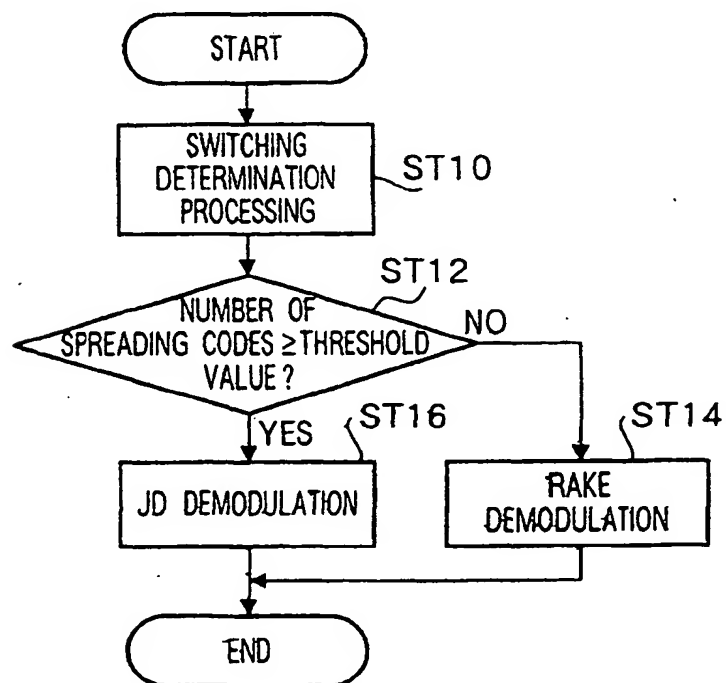 START
SWITCHING
DETERMINATION
PROCESSING
ST10
ST12
NUMBER OF
SPREADING CODES ≥ THRESHOLD
VALUE?
NO
YES
ST16
JD DEMODULATION
ST14
RAKE
DEMODULATION
END